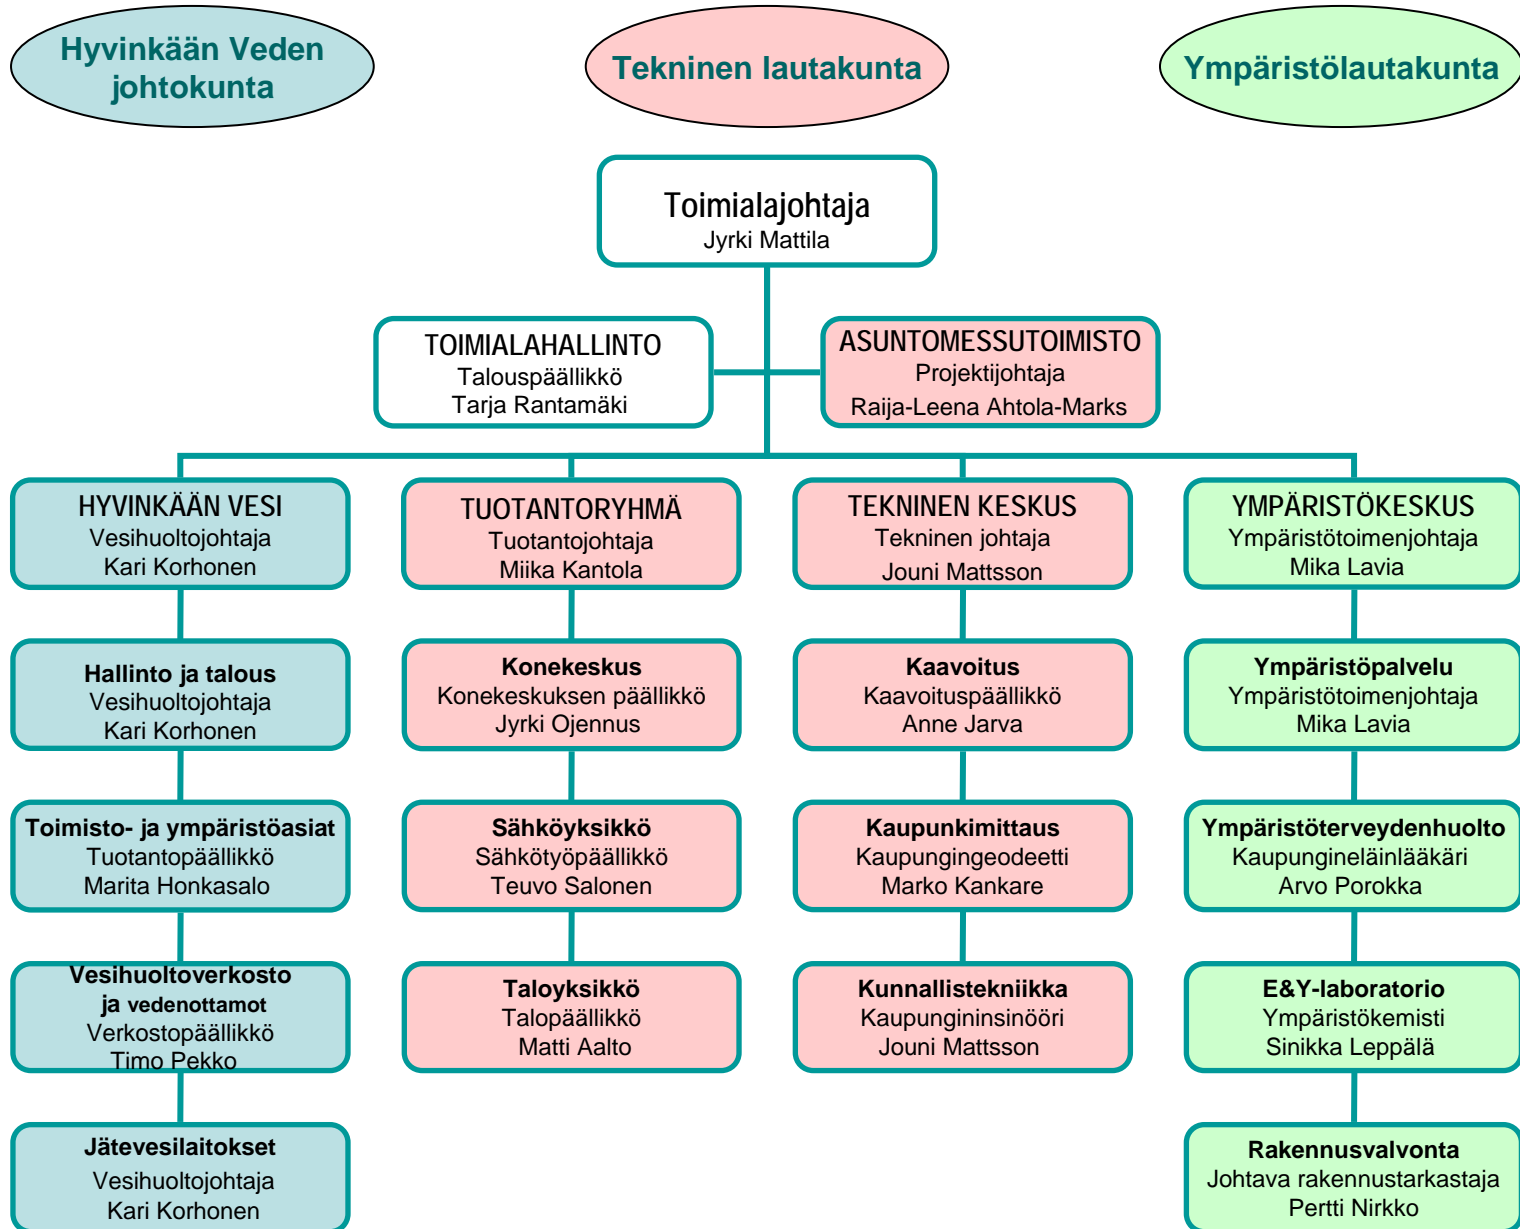 Hyvinkään Veden
johtokunta
Tekninen lautakunta
Ympäristölautakunta
Toimialajohtaja
Jyrki Mattila
TOIMIALAHALLINTO
Talouspäällikkö
Tarja Rantamäki
ASUNTOMESSUTOIMISTO
Projektijohtaja
Raija-Leena Ahtola-Marks
HYVINKÄÄN VESI
Vesihuoltojohtaja
Kari Korhonen
TUOTANTORYHMÄ
Tuotantojohtaja
Miika Kantola
TEKNINEN KESKUS
Tekninen johtaja
Jouni Mattsson
YMPÄRISTÖKESKUS
Ympäristötoimenjohtaja
Mika Lavia
Hallinto ja talous
Vesihuoltojohtaja
Kari Korhonen
Konekeskus
Konekeskuksen päällikkö
Jyrki Ojennus
Kaavoitus
Kaavoituspäällikkö
Anne Jarva
Ympäristöpalvelu
Ympäristötoimenjohtaja
Mika Lavia
Toimisto- ja ympäristöasiat
Tuotantopäällikkö
Marita Honkasalo
Sähköyksikkö
Sähkötyöpäällikkö
Teuvo Salonen
Kaupunkimittaus
Kaupungingeodeetti
Marko Kankare
Ympäristöterveydenhuolto
Kaupungineläinlääkäri
Arvo Porokka
Vesihuoltoverkosto
ja vedenottamot
Verkostopäällikkö
Timo Pekko
Taloyksikkö
Talopäällikkö
Matti Aalto
Kunnallistekniikka
Kaupungininsinööri
Jouni Mattsson
E&Y-laboratorio
Ympäristökemisti
Sinikka Leppälä
Jätevesilaitokset
Vesihuoltojohtaja
Kari Korhonen
Rakennusvalvonta
Johtava rakennustarkastaja
Pertti Nirkko